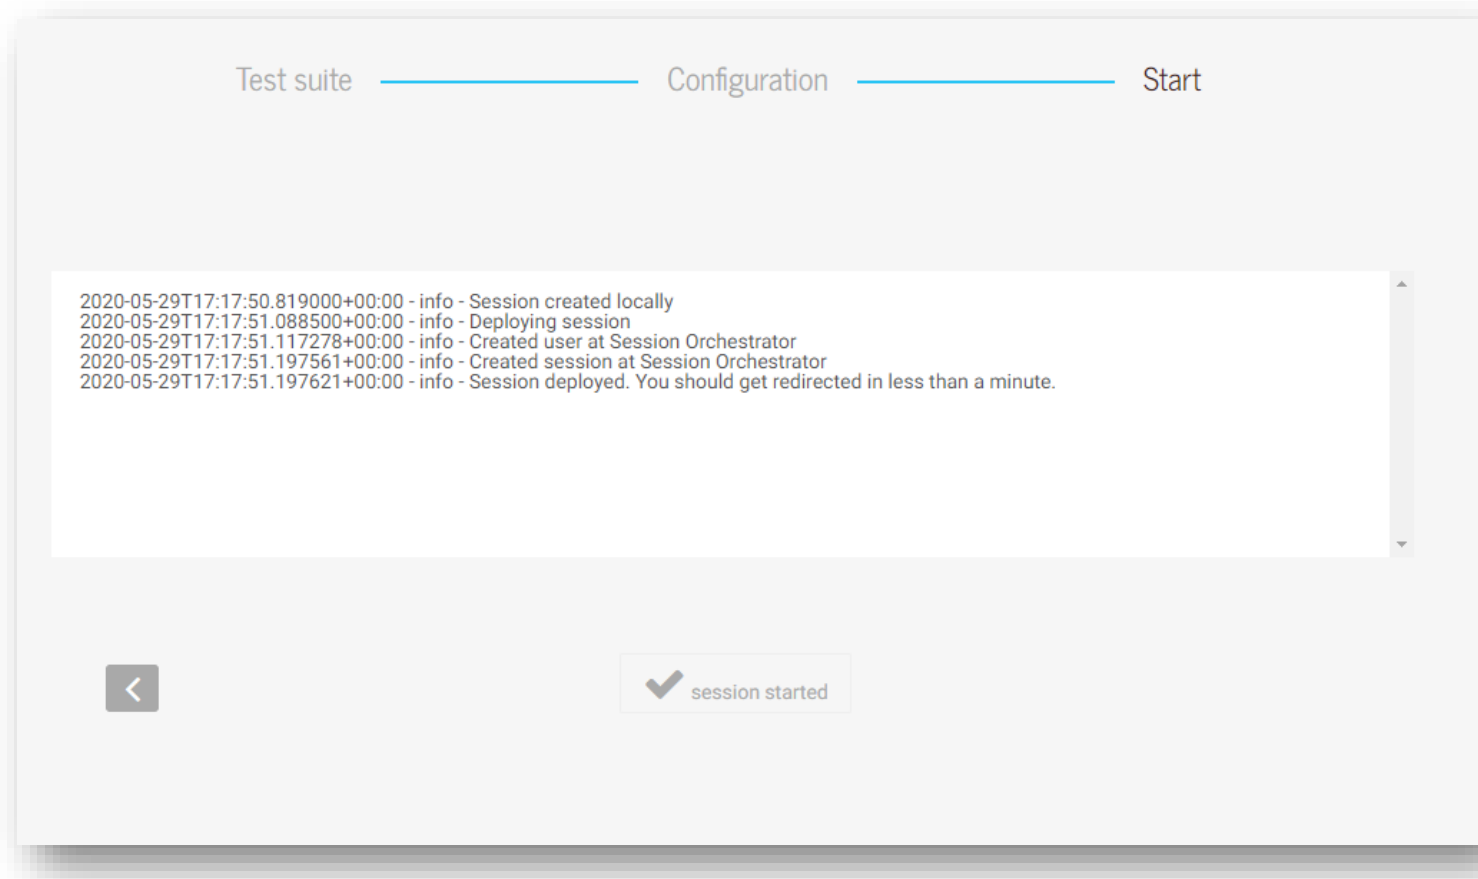 Test suite Configuration Start
2020-05-29T17:17:50.819000+00:00 - info - Session created locally
2020-05-29T17:17:51.088500+00:00 - info - Deploying session
2020-05-29T17:17:51.117278+00:00 - info - Created user at Session Orchestrator
2020-05-29T17:17:51.197561+00:00 - info - Created session at Session Orchestrator
2020-05-29T17:17:51.197621+00:00 - info - Session deployed. You should get redirected in less than a minute.
session started